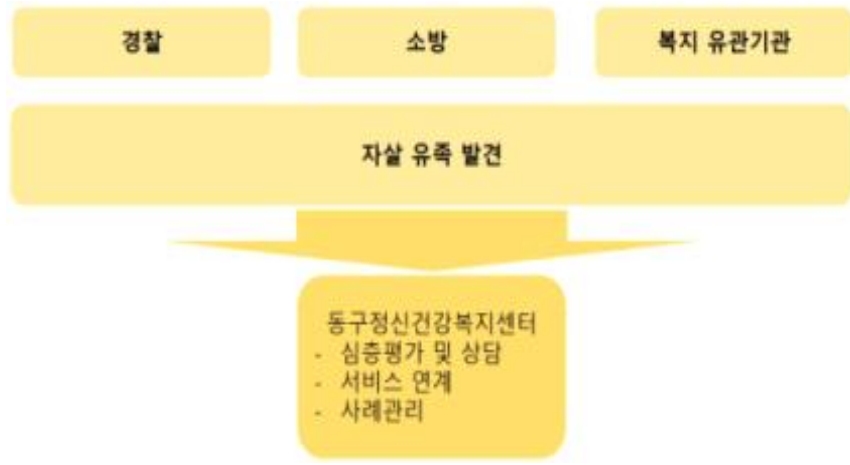 경찰
소방
복지 유관기관
자살 유족 발견
동구정신건강복지센터
- 심층평가 및 상담
- 서비스 연계
- 사례관리